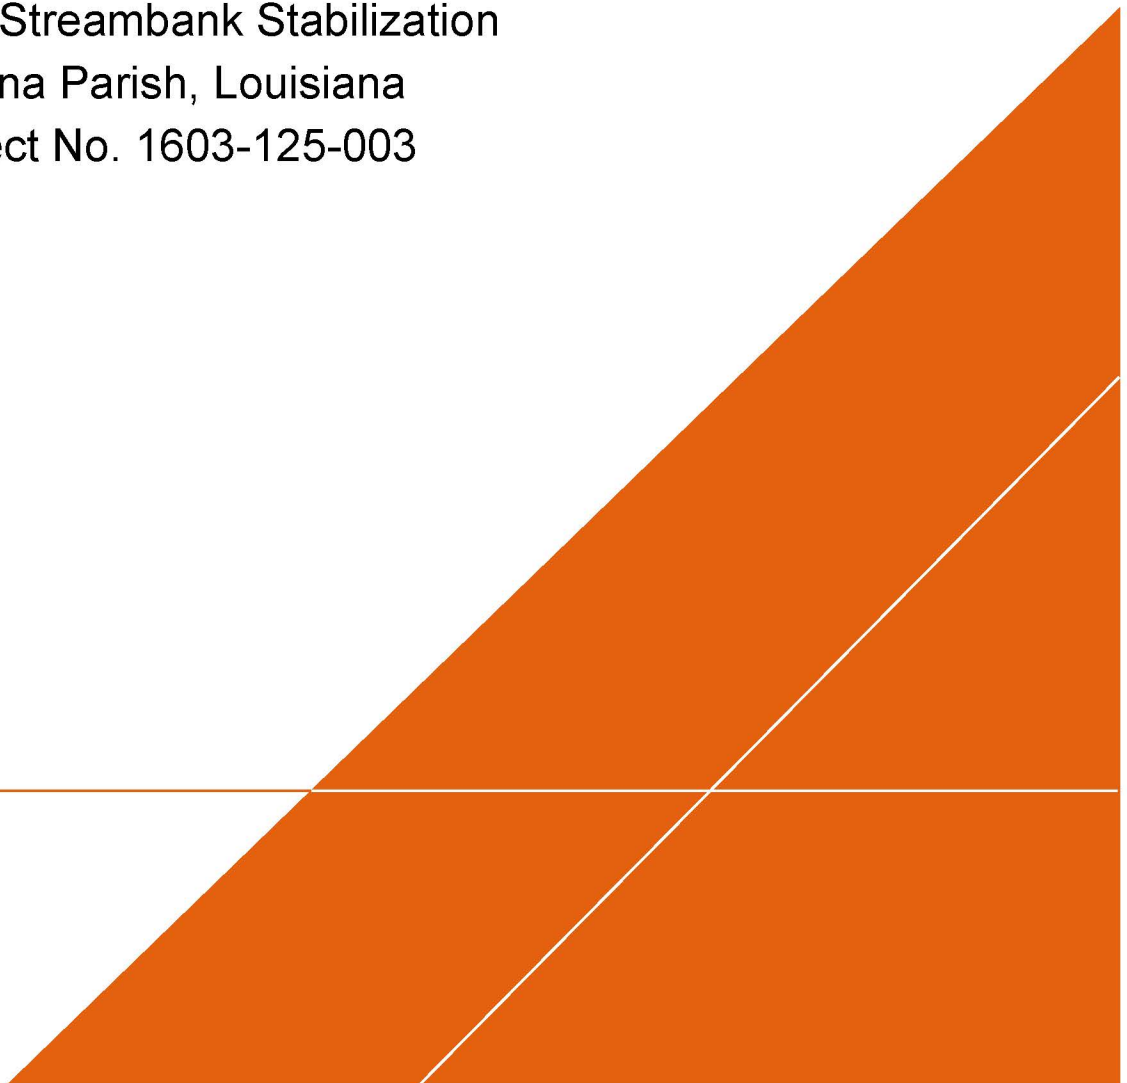 Streambank Stabilization
na Parish, Louisiana
ect No. 1603-125-003